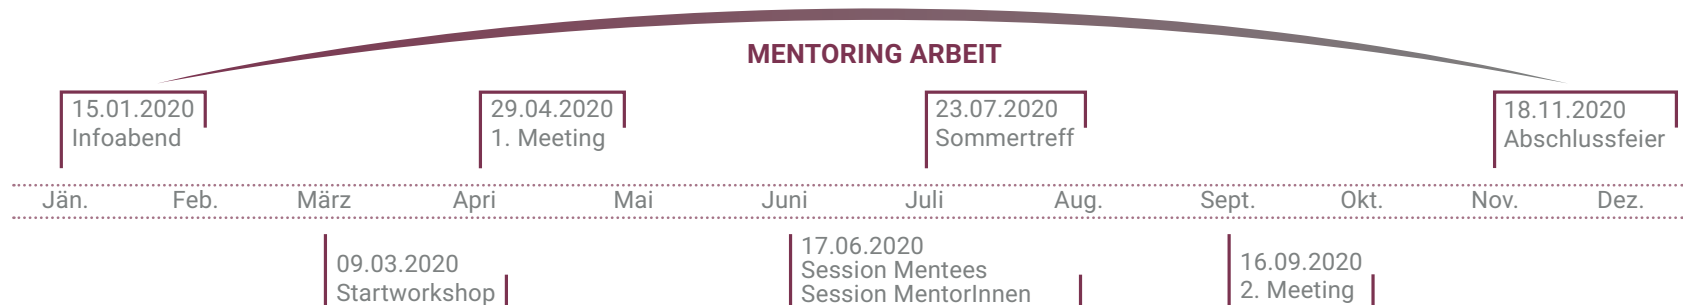 MENTORING ARBEIT
15.01.2020
Infoabend
29.04.2020
1. Meeting
23.07.2020
Sommertreff
18.11.2020
Abschlussfeier
Jän. Feb. März Apri Mai Juni Juli Aug. Sept. Okt. Nov. Dez.
09.03.2020
Startworkshop
17.06.2020
Session Mentees
Session MentorInnen
16.09.2020
2. Meeting